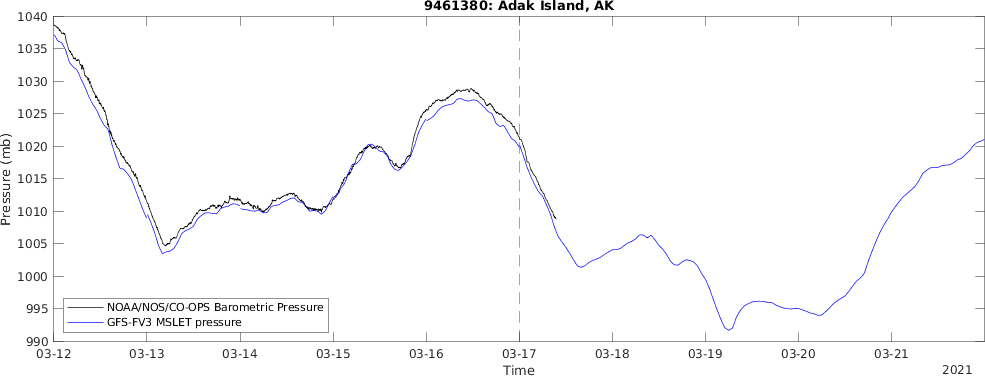 9461380: Adak Island, AK
1040
1035
1030
1025
1020
1015
1010
1005
1000
995
990
Pressure (mb)
NOAA/NOS/CO-OPS Barometric Pressure
GFS-FV3 MSLET pressure
03-12 03-13 03-14 03-15 03-16 03-17 03-18 03-19 03-20 03-21
Time
2021